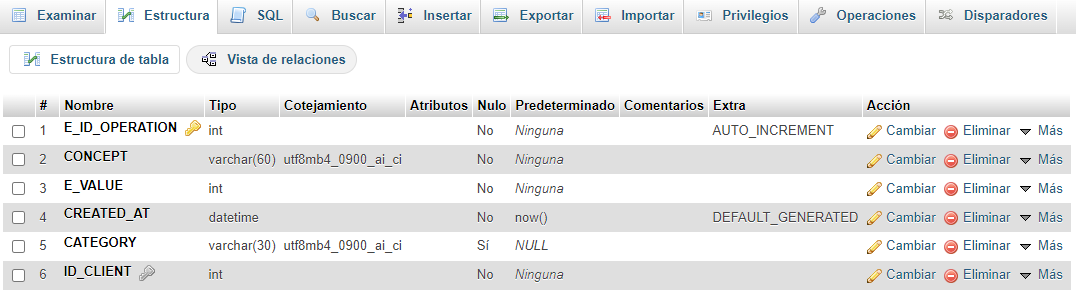 Examinar Estructura SQL Buscar Insertar Exportar Importar Privilegios Operaciones Disparadores
Estructura de tabla Vista de relaciones
# Nombre Tipo Cotejamiento Atributos Nulo Predeterminado Comentarios Extra Acción
1 E_ID_OPERATION int No Ninguna AUTO_INCREMENT Cambiar Eliminar Más
2 CONCEPT varchar(60) utf8mb4_0900_ai_ci No Ninguna Cambiar Eliminar Más
3 E_VALUE int No Ninguna Cambiar Eliminar Más
4 CREATED_AT datetime No now() DEFAULT_GENERATED Cambiar Eliminar Más
5 CATEGORY varchar(30) utf8mb4_0900_ai_ci Sí NULL Cambiar Eliminar Más
6 ID_CLIENT int No Ninguna Cambiar Eliminar Más